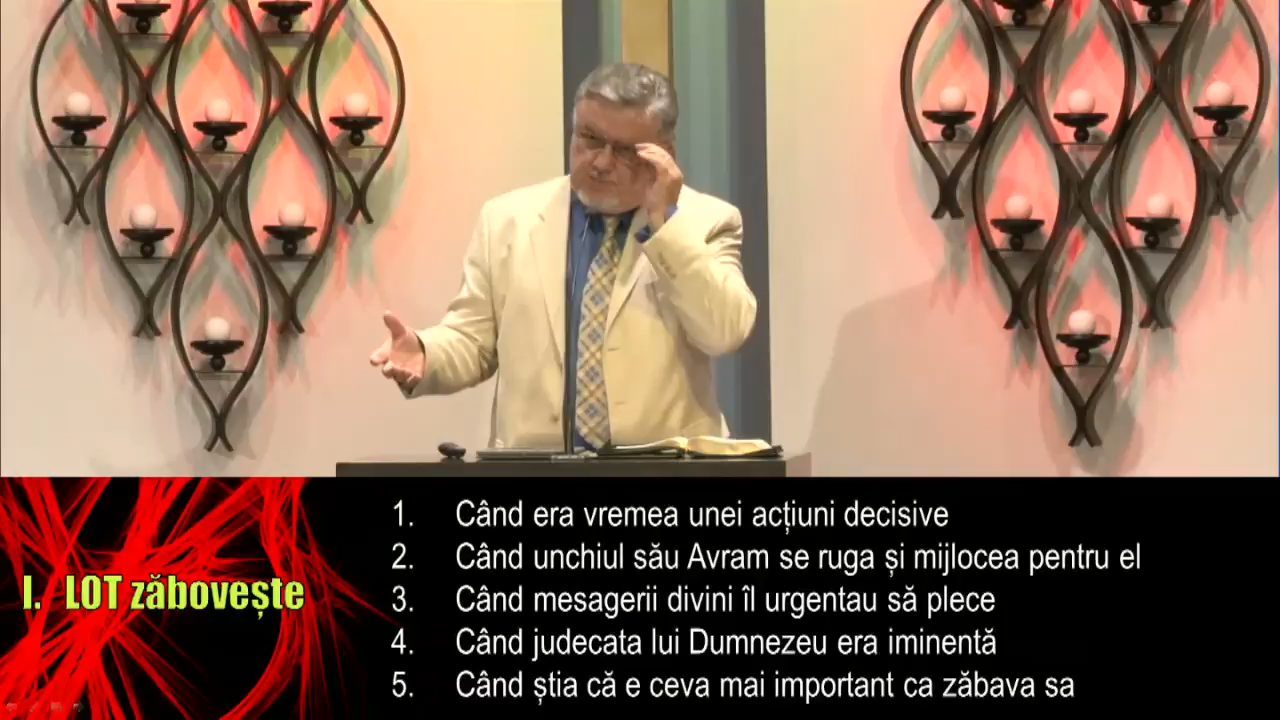 I. LOT zăbovește
1. Când era vremea unei acțiuni decisive
2. Când unchiul său Avram se ruga și mijlocea pentru el
3. Când mesagerii divini îl urgentau să plece
4. Când judecata lui Dumnezeu era iminentă
5. Când știa că e ceva mai important ca zăbava sa